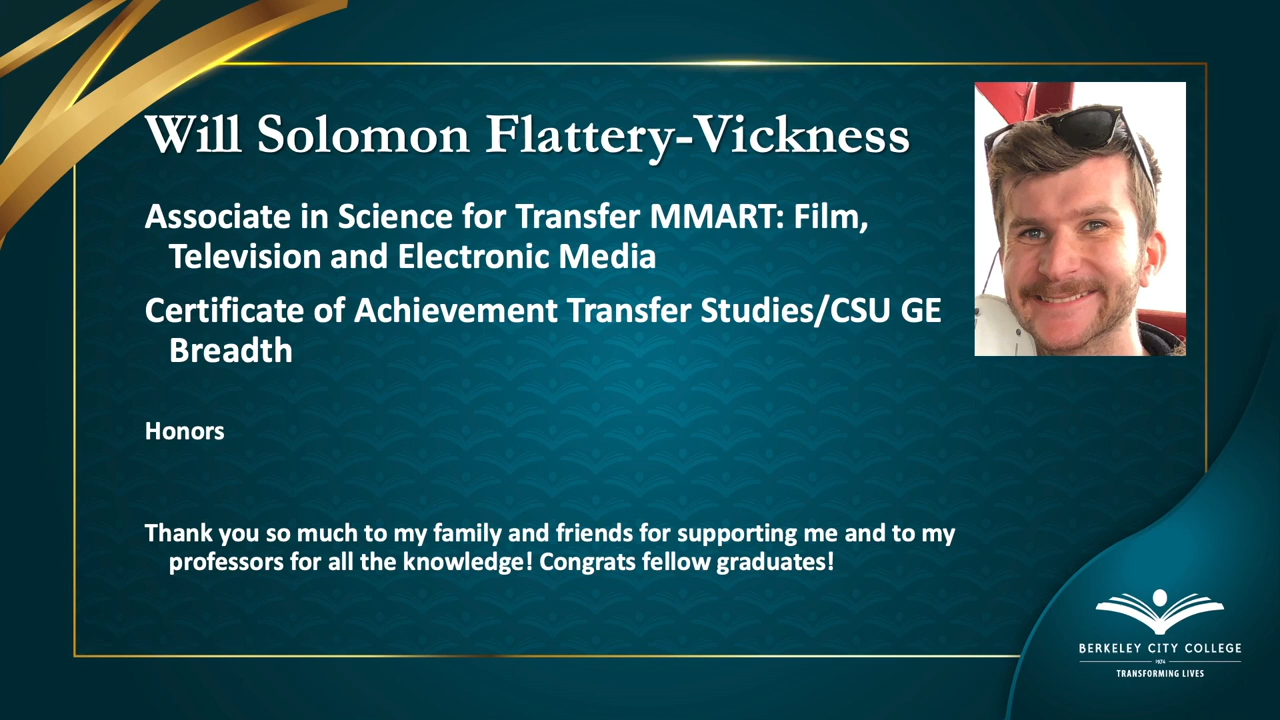 Will Solomon Flattery-Vickness
Associate in Science for Transfer MMART: Film,
Television and Electronic Media
Certificate of Achievement Transfer Studies/CSU GE
Breadth
Honors
Thank you so much to my family and friends for supporting me and to my
professors for all the knowledge! Congrats fellow graduates!
BERKELEY CITY COLLEGE
1974
TRANSFORMING LIVES